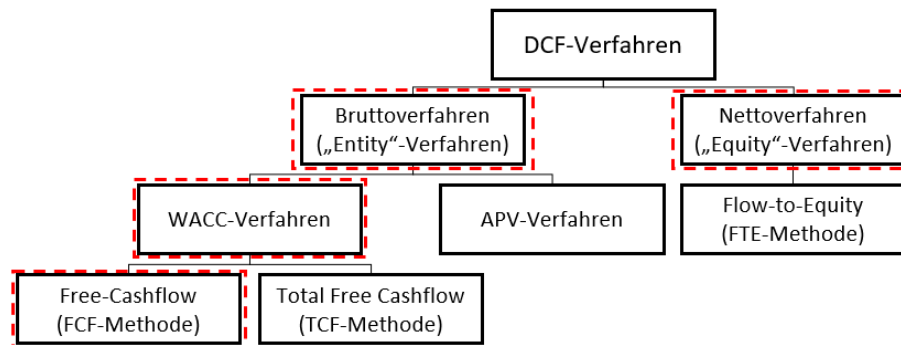 DCF-Verfahren
Bruttoverfahren
(„Entity“-Verfahren)
Nettoverfahren
(„Equity“-Verfahren)
WACC-Verfahren
APV-Verfahren
Flow-to-Equity
(FTE-Methode)
Free-Cashflow
(FCF-Methode)
Total Free Cashflow
(TCF-Methode)